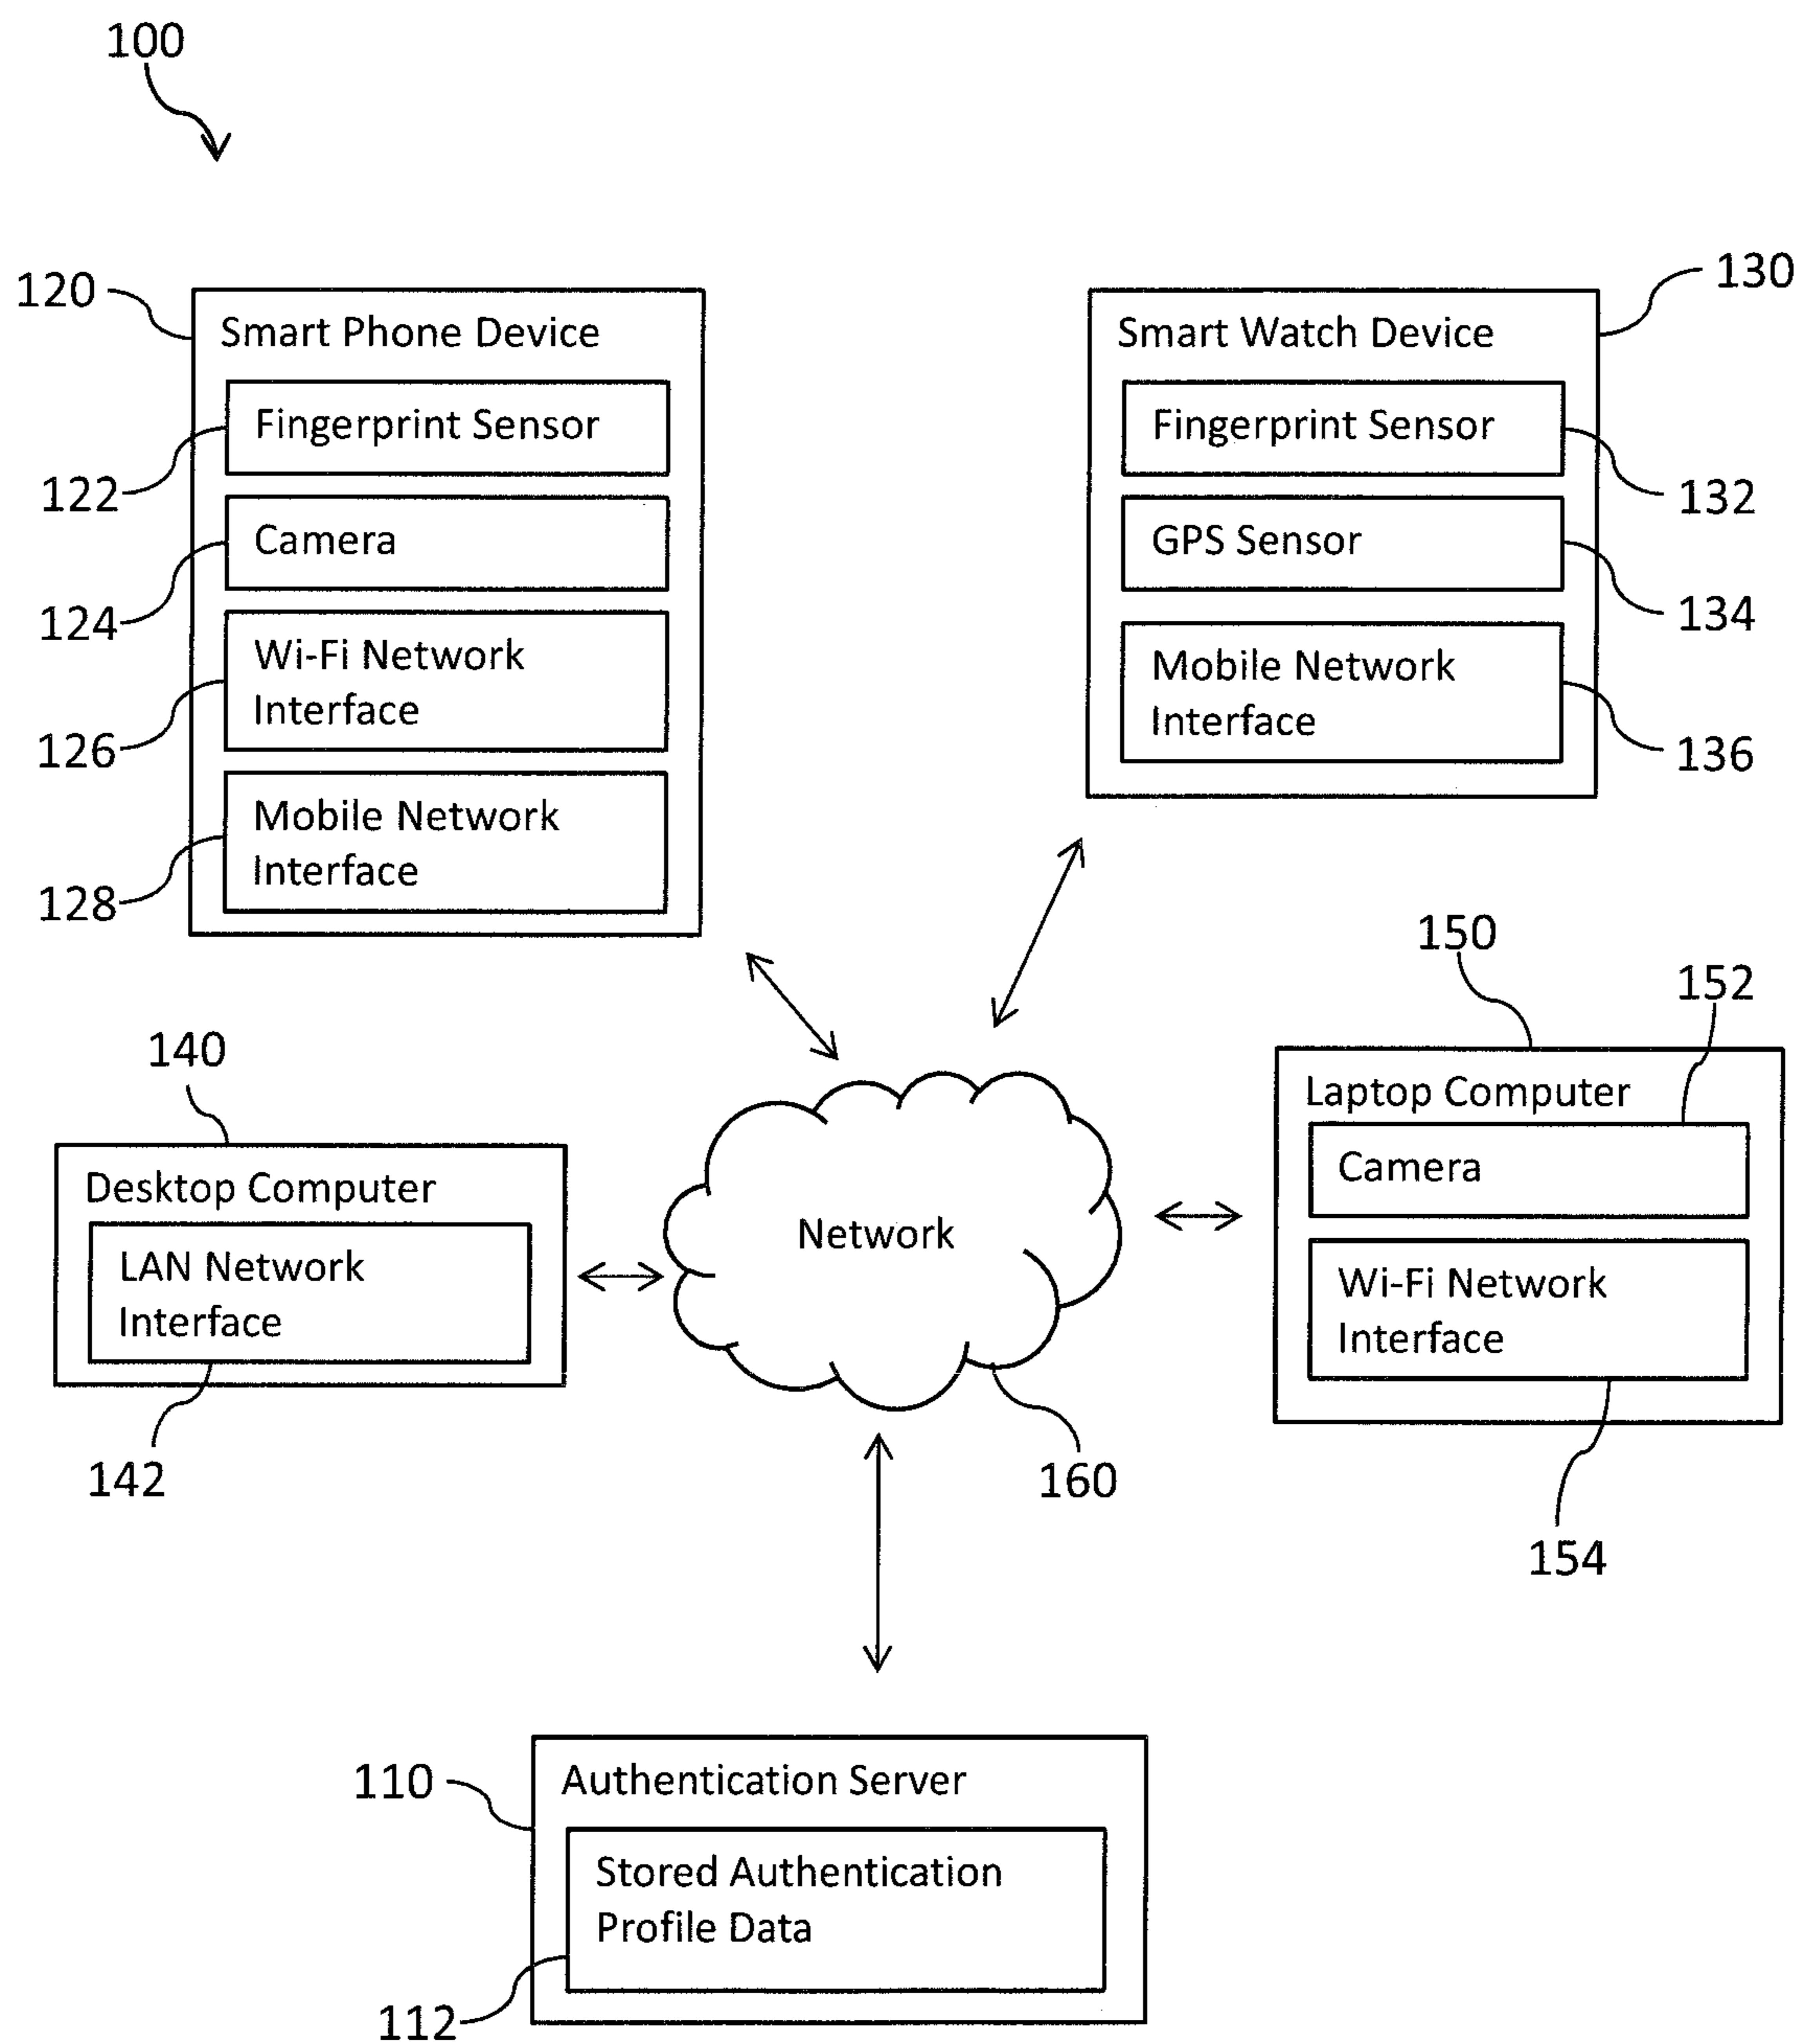 100
120
Smart Phone Device
Fingerprint Sensor
122
Camera
124
Wi-Fi Network
Interface
126
Mobile Network
Interface
128
130
Smart Watch Device
Fingerprint Sensor
132
GPS Sensor
134
Mobile Network
Interface
136
140
Desktop Computer
LAN Network
Interface
142
Network
160
150
152
Laptop Computer
Camera
Wi-Fi Network
Interface
154
110
Authentication Server
Stored Authentication
Profile Data
112